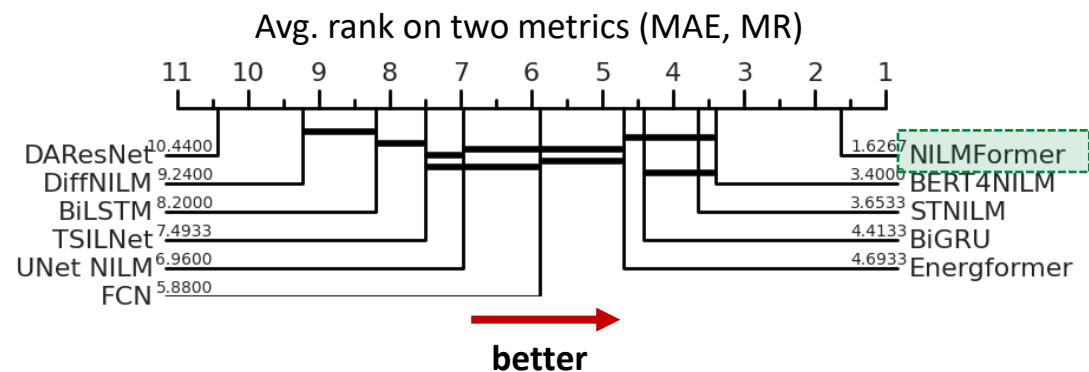 Avg. rank on two metrics (MAE, MR)
11 10 9 8 7 6 5 4 3 2 1
DAResNet 10.4400 1.6267 NILMFormer
DiffNILM 9.2400 3.4000 BERT4NILM
BiLSTM 8.2000 3.6533 STNILM
TSILNet 7.4933 4.4133 BiGRU
UNet NILM 6.9600 4.6933 Energformer
FCN 5.8800
better